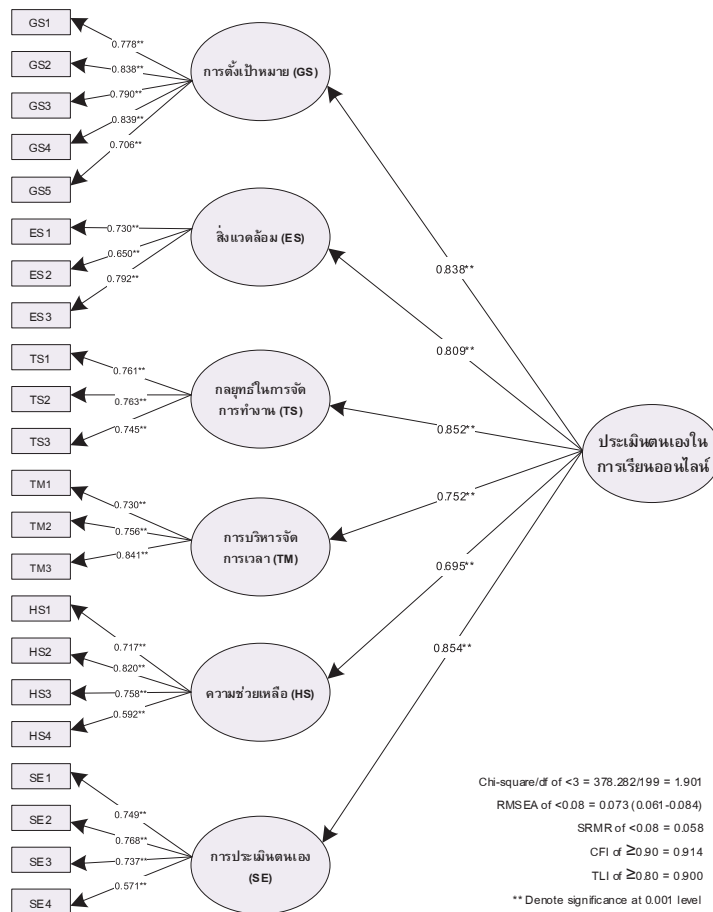 GS1
0.778**
GS2
0.838**
GS3
0.790**
GS4
0.839**
GS5
0.706**
การตั้งเป้าหมาย (GS)
ES1
0.730**
ES2
0.650**
ES3
0.792**
สิ่งแวดล้อม (ES)
TS1
0.761**
TS2
0.763**
TS3
0.745**
กลยุทธ์ในการจัด
การทำงาน (TS)
TM1
0.730**
TM2
0.756**
TM3
0.841**
การบริหารจัด
การเวลา (TM)
HS1
0.717**
HS2
0.820**
HS3
0.758**
HS4
0.592**
ความช่วยเหลือ (HS)
SE1
0.749**
SE2
0.768**
SE3
0.737**
SE4
0.571**
การประเมินตนเอง
(SE)
0.838**
0.809**
0.852**
0.752**
0.695**
0.854**
ประเมินตนเองใน
การเรียนออนไลน์
Chi-square/df of <3 = 378.282/199 = 1.901
RMSEA of <0.08 = 0.073 (0.061-0.084)
SRMR of <0.08 = 0.058
CFI of ≥0.90 = 0.914
TLI of ≥0.80 = 0.900
** Denote significance at 0.001 level